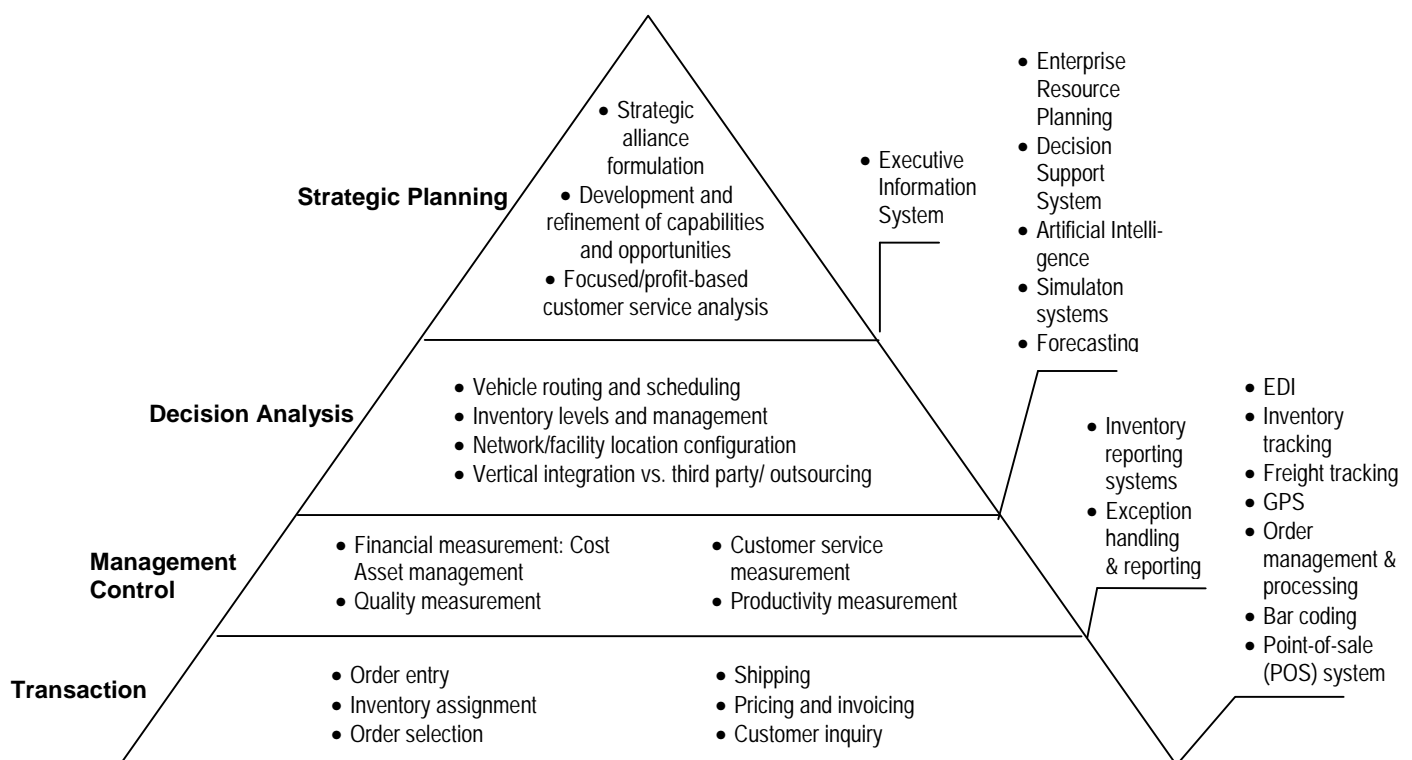 • Strategic
alliance
formulation
• Development and
refinement of capabilities
and opportunities
• Focused/profit-based
customer service analysis
Strategic Planning
• Executive
Information
System
• Enterprise
Resource
Planning
• Decision
Support
System
• Artificial Intelli-
gence
• Simulaton
systems
• Forecasting
Decision Analysis
• Vehicle routing and scheduling
• Inventory levels and management
• Network/facility location configuration
• Vertical integration vs. third party/ outsourcing
• Inventory
reporting
systems
• Exception
handling
& reporting
• EDI
• Inventory
tracking
• Freight tracking
• GPS
• Order
management &
processing
• Bar coding
• Point-of-sale
(POS) system
Management
Control
• Financial measurement: Cost
Asset management
• Quality measurement
• Customer service
measurement
• Productivity measurement
Transaction
• Order entry
• Inventory assignment
• Order selection
• Shipping
• Pricing and invoicing
• Customer inquiry